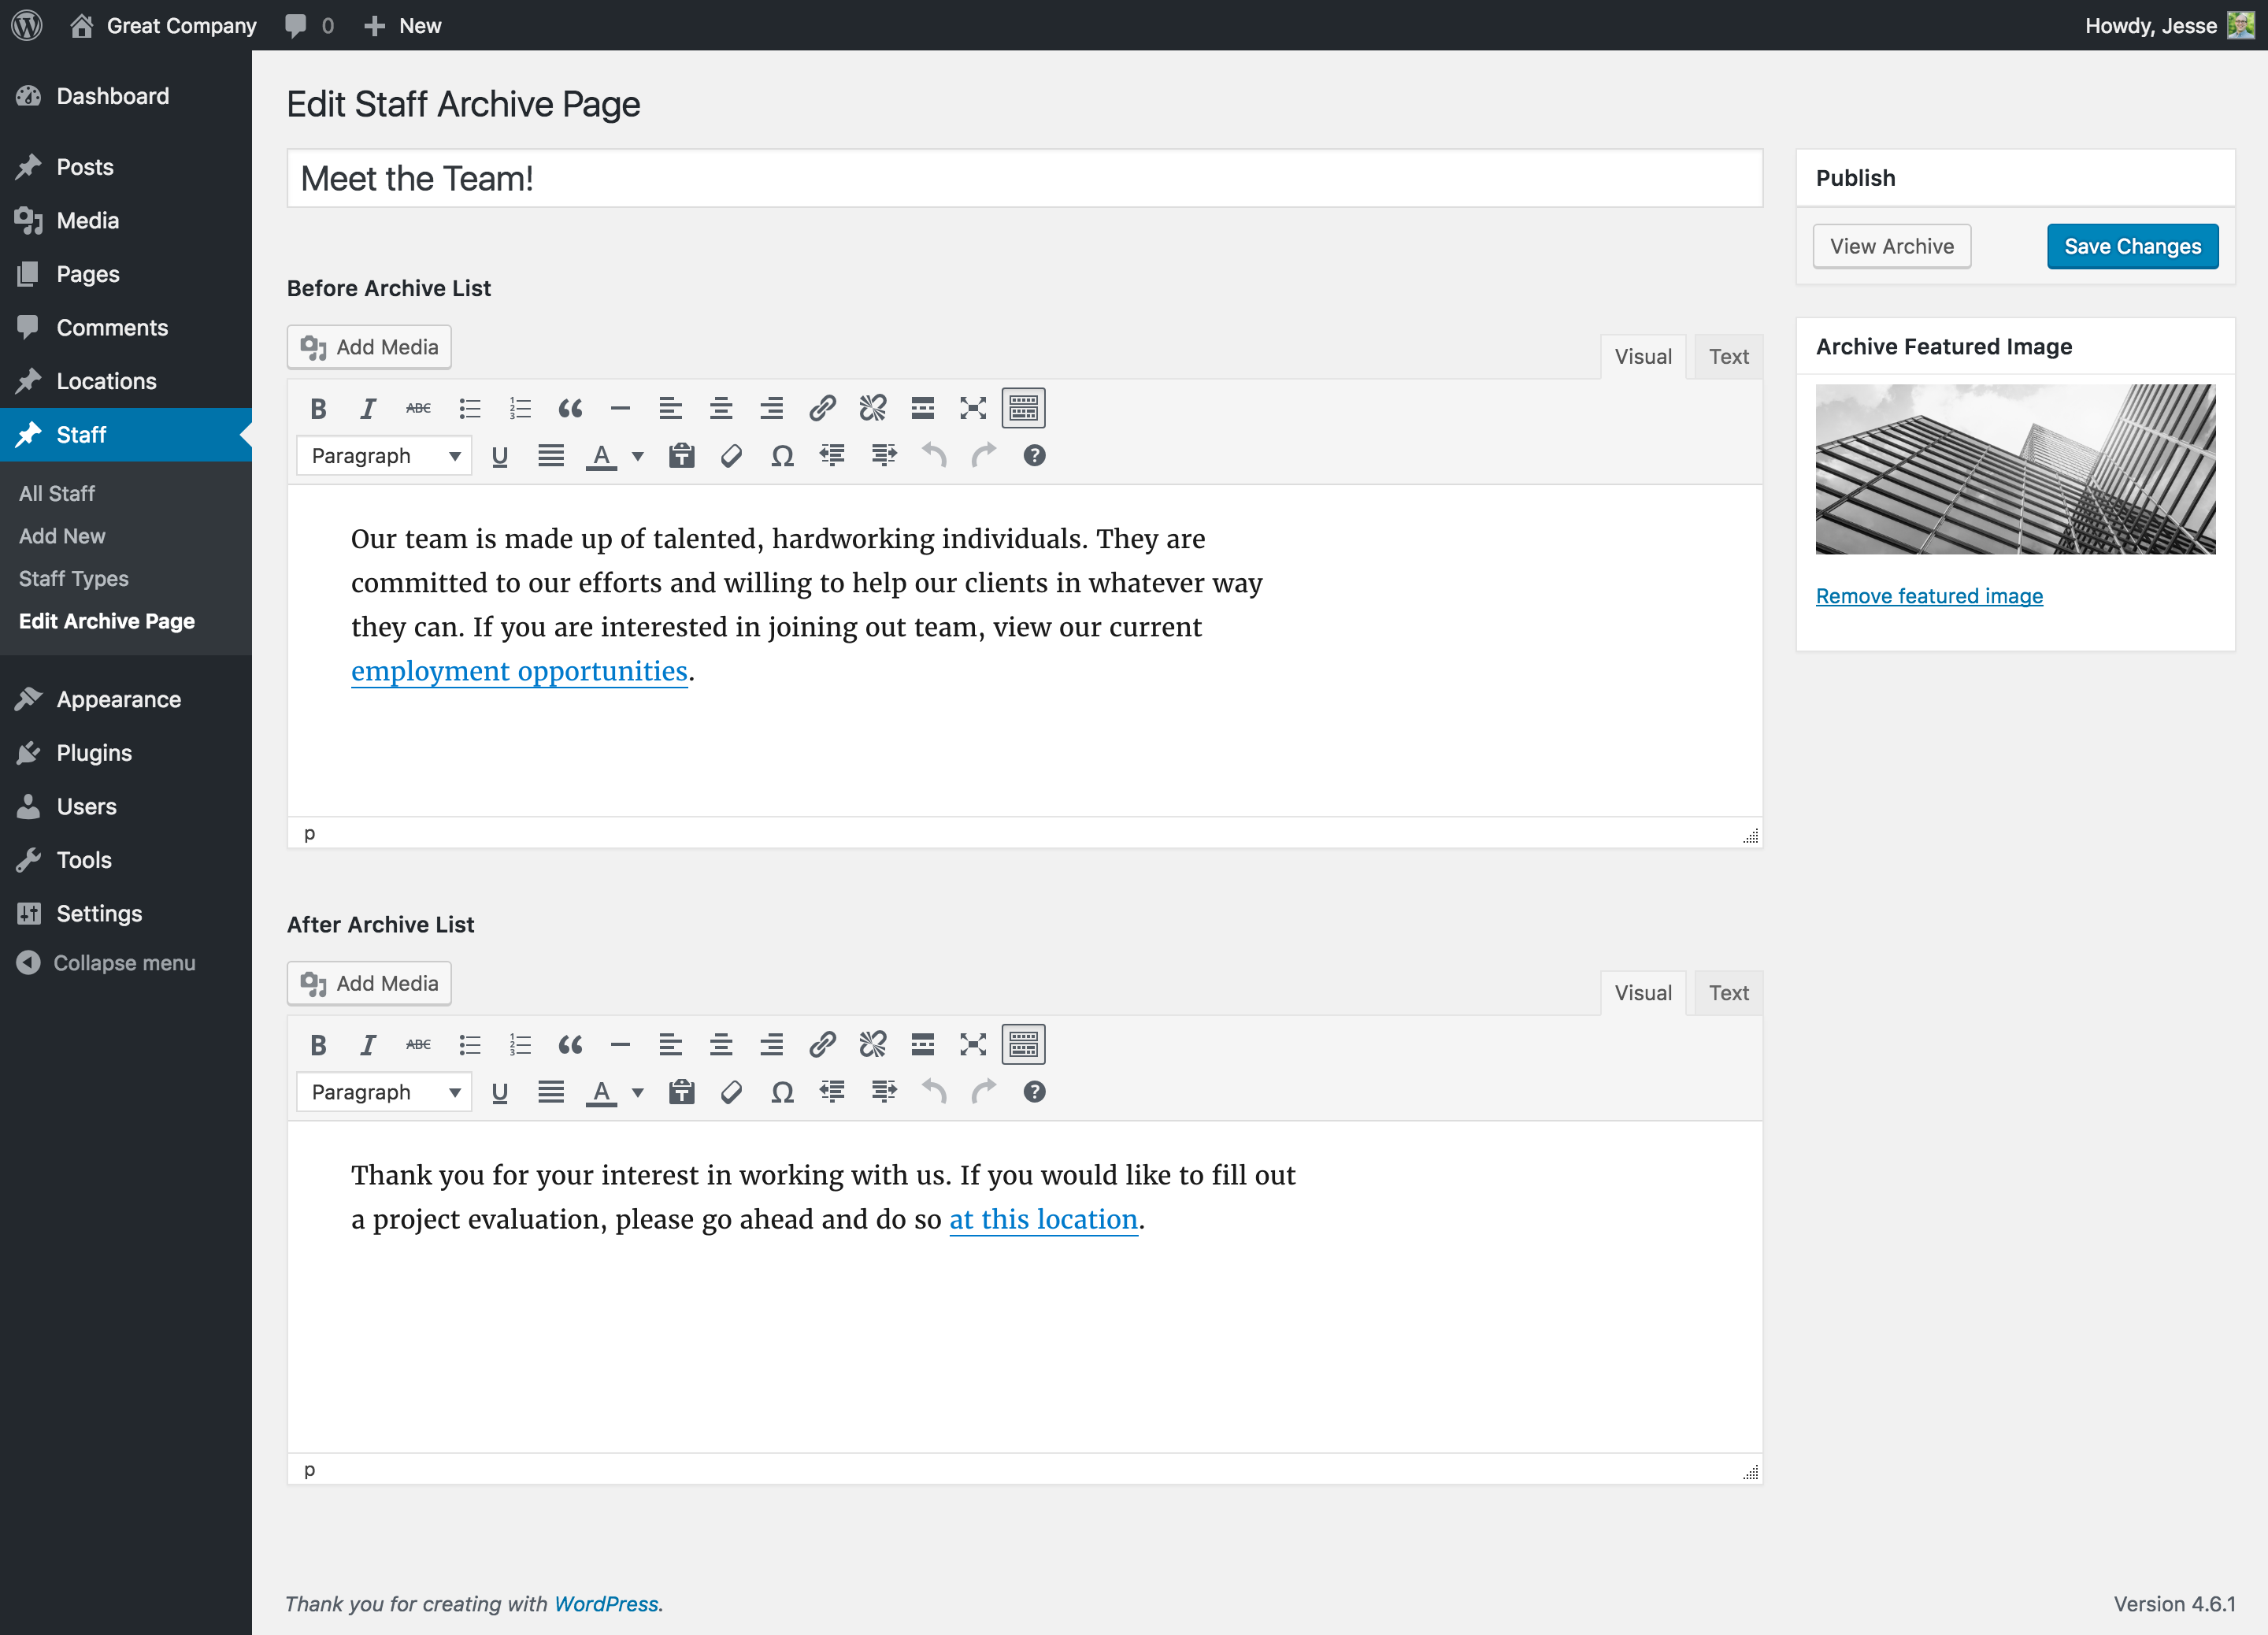 Great Company 0 New Howdy, Jesse
Dashboard
Posts
Media
Pages
Comments
Locations
Staff
All Staff
Add New
Staff Types
Edit Archive Page
Appearance
Plugins
Users
Tools
Settings
Collapse menu
Edit Staff Archive Page
Meet the Team!
Before Archive List
Add Media
Visual Text
B I ABC
Paragraph U A Ω ?
Our team is made up of talented, hardworking individuals. They are
committed to our efforts and willing to help our clients in whatever way
they can. If you are interested in joining out team, view our current
employment opportunities.
p
After Archive List
Add Media
Visual Text
B I ABC
Paragraph U A Ω ?
Thank you for your interest in working with us. If you would like to fill out
a project evaluation, please go ahead and do so at this location.
p
Publish
View Archive Save Changes
Archive Featured Image
Remove featured image
Thank you for creating with WordPress.
Version 4.6.1